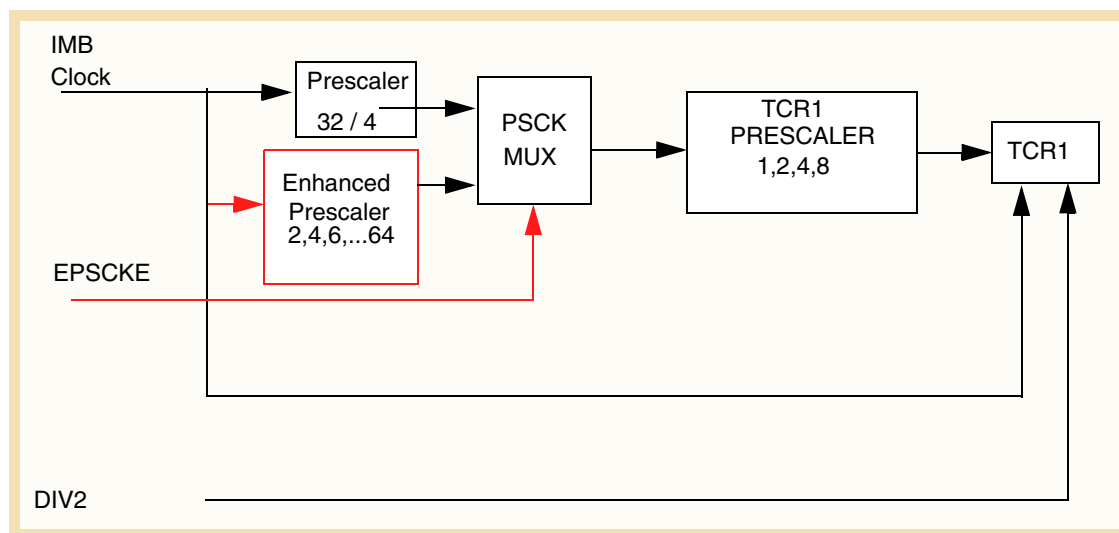 IMB
Clock
Prescaler
32 / 4
PSCK
MUX
TCR1
PRESCALER
1,2,4,8
TCR1
Enhanced
Prescaler
2,4,6,...64
EPSCKE
DIV2